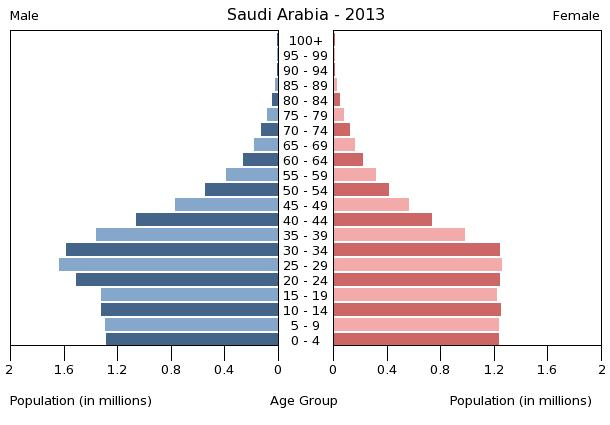 Male Saudi Arabia - 2013 Female
100+
95 - 99
90 - 94
85 - 89
80 - 84
75 - 79
70 - 74
65 - 69
60 - 64
55 - 59
50 - 54
45 - 49
40 - 44
35 - 39
30 - 34
25 - 29
20 - 24
15 - 19
10 - 14
5 - 9
0 - 4
2 1.6 1.2 0.8 0.4 0 0 0.4 0.8 1.2 1.6 2
Population (in millions) Age Group Population (in millions)